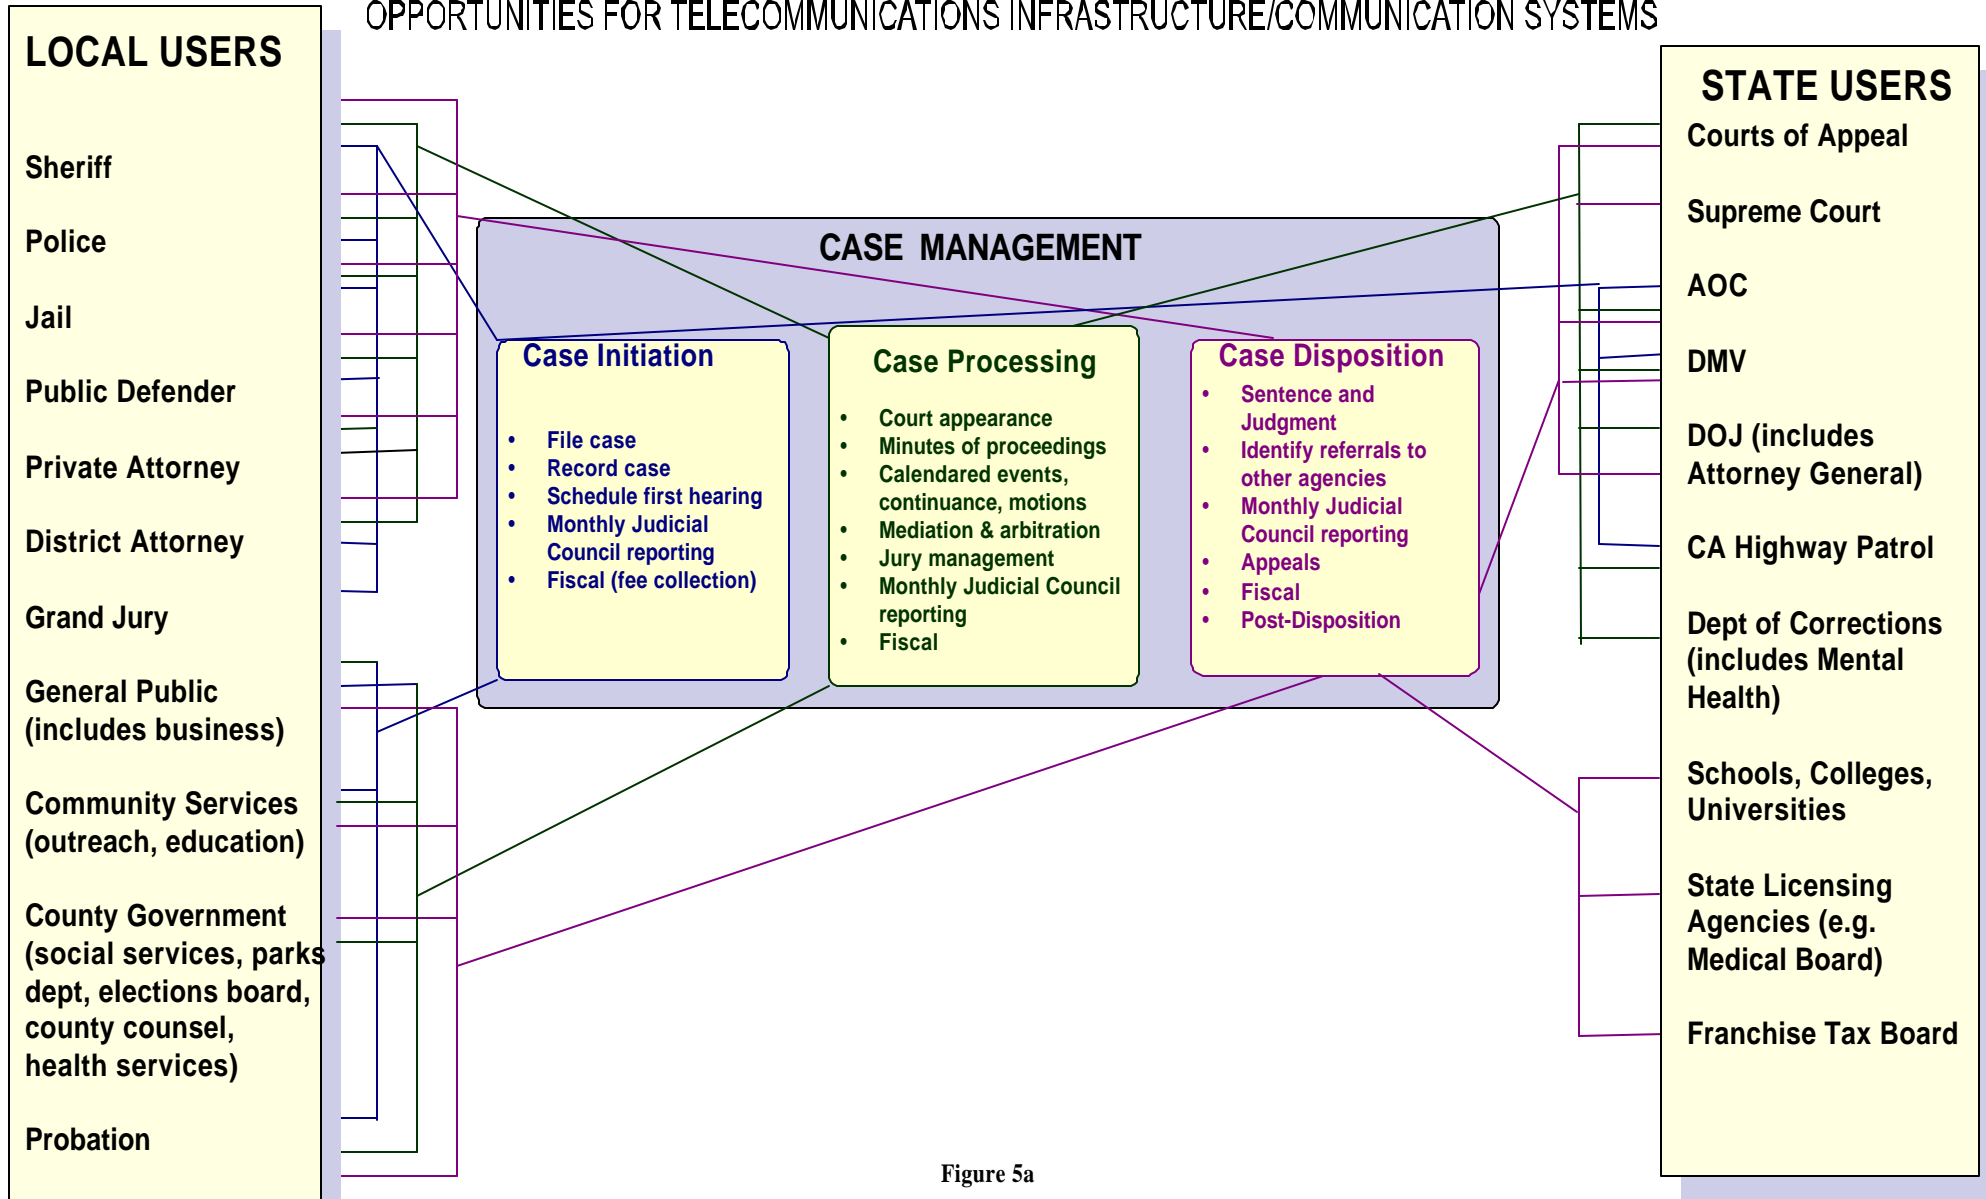 OPPORTUNITIES FOR TELECOMMUNICATIONS INFRASTRUCTURE/COMMUNICATION SYSTEMS
LOCAL USERS
Sheriff
Police
Jail
Public Defender
Private Attorney
District Attorney
Grand Jury
General Public
(includes business)
Community Services
(outreach, education)
County Government
(social services, parks
dept, elections board,
county counsel,
health services)
Probation
CASE MANAGEMENT
Case Initiation
• File case
• Record case
• Schedule first hearing
• Monthly Judicial
Council reporting
• Fiscal (fee collection)
Case Processing
• Court appearance
• Minutes of proceedings
• Calendared events,
continuance, motions
• Mediation & arbitration
• Jury management
• Monthly Judicial Council
reporting
• Fiscal
Case Disposition
• Sentence and
Judgment
• Identify referrals to
other agencies
• Monthly Judicial
Council reporting
• Appeals
• Fiscal
• Post-Disposition
STATE USERS
Courts of Appeal
Supreme Court
AOC
DMV
DOJ (includes
Attorney General)
CA Highway Patrol
Dept of Corrections
(includes Mental
Health)
Schools, Colleges,
Universities
State Licensing
Agencies (e.g.
Medical Board)
Franchise Tax Board
Figure 5a